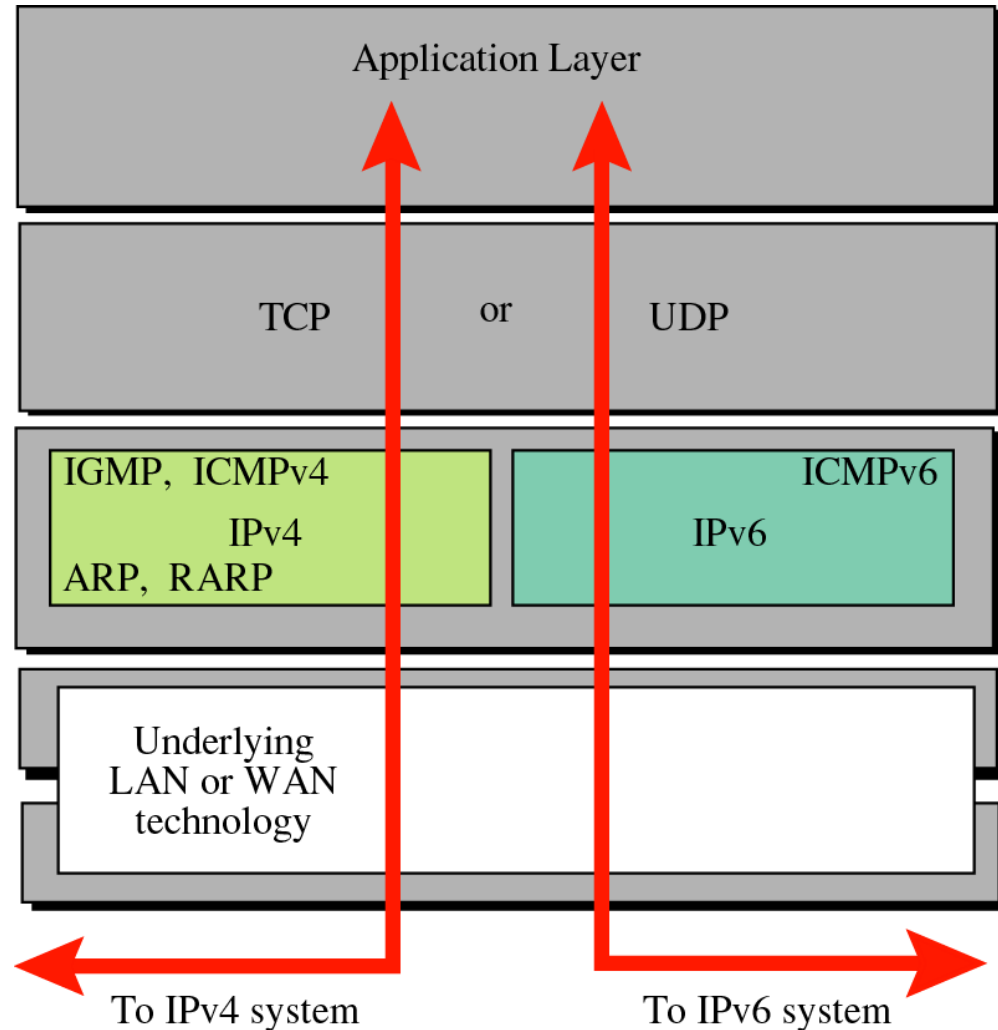 Application Layer
TCP or UDP
IGMP, ICMPv4
IPv4
ARP, RARP
ICMPv6
IPv6
Underlying
LAN or WAN
technology
To IPv4 system
To IPv6 system